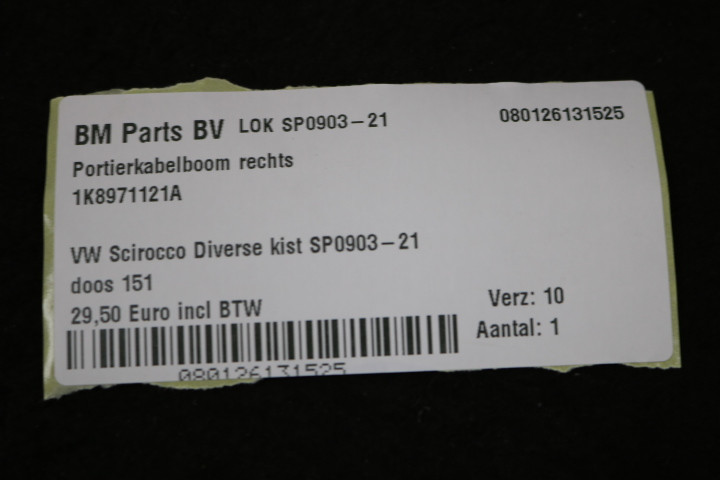 BM Parts BV LOK SP0903-21 080126131525
Portierkabelboom rechts
1K8971121A
VW Scirocco Diverse kist SP0903-21
doos 151
29,50 Euro incl BTW
Verz: 10
Aantal: 1
080126131525